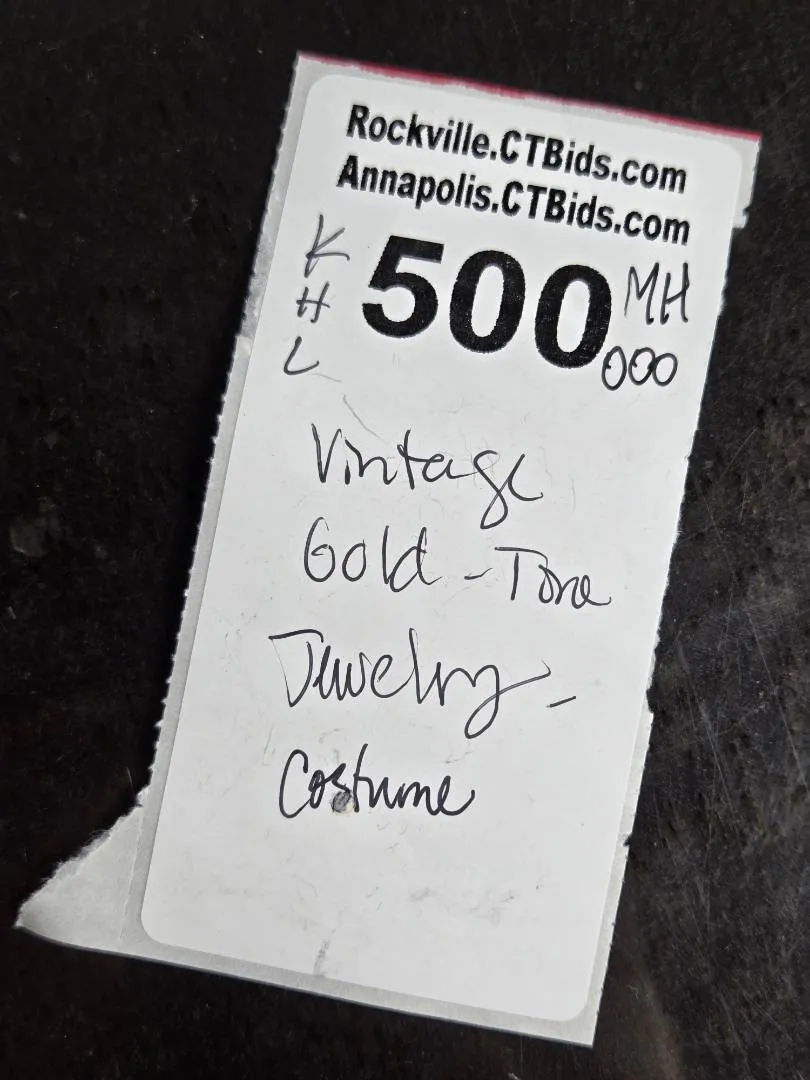 Rockville.CTBids.com
Annapolis.CTBids.com
K
H
L
500
MH
000
Vintage
Gold - Tone
Jewelry -
Costume